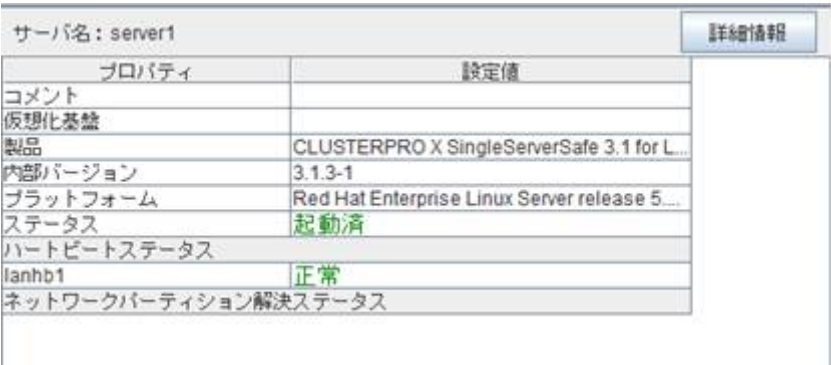 サーバ名：server1 詳細情報
プロパティ 設定値
コメント
仮想化基盤
製品 CLUSTERPRO X SingleServerSafe 3.1 for L...
内部バージョン 3.1.3-1
プラットフォーム Red Hat Enterprise Linux Server release 5....
ステータス 起動済
ハートビートステータス
lanhb1 正常
ネットワークパーティション解決ステータス